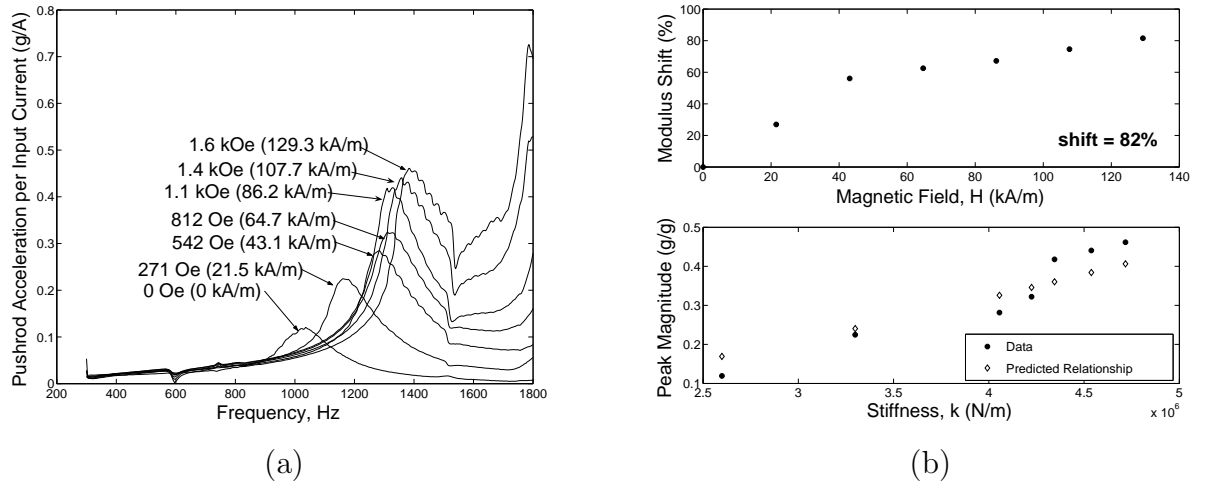 Pushrod Acceleration per Input Current (g/A)
0.8
0.7
0.6
0.5
0.4
0.3
0.2
0.1
0
1.6 kOe (129.3 kA/m)
1.4 kOe (107.7 kA/m)
1.1 kOe (86.2 kA/m)
812 Oe (64.7 kA/m)
542 Oe (43.1 kA/m)
271 Oe (21.5 kA/m)
0 Oe (0 kA/m)
200 400 600 800 1000 1200 1400 1600 1800
Frequency, Hz
(a)
Modulus Shift (%)
100
80
60
40
20
0
shift = 82%
0 20 40 60 80 100 120 140
Magnetic Field, H (kA/m)
Peak Magnitude (g/g)
0.5
0.4
0.3
0.2
0.1
Data
Predicted Relationship
2.5 3 3.5 4 4.5 5
x 10⁶
Stiffness, k (N/m)
(b)